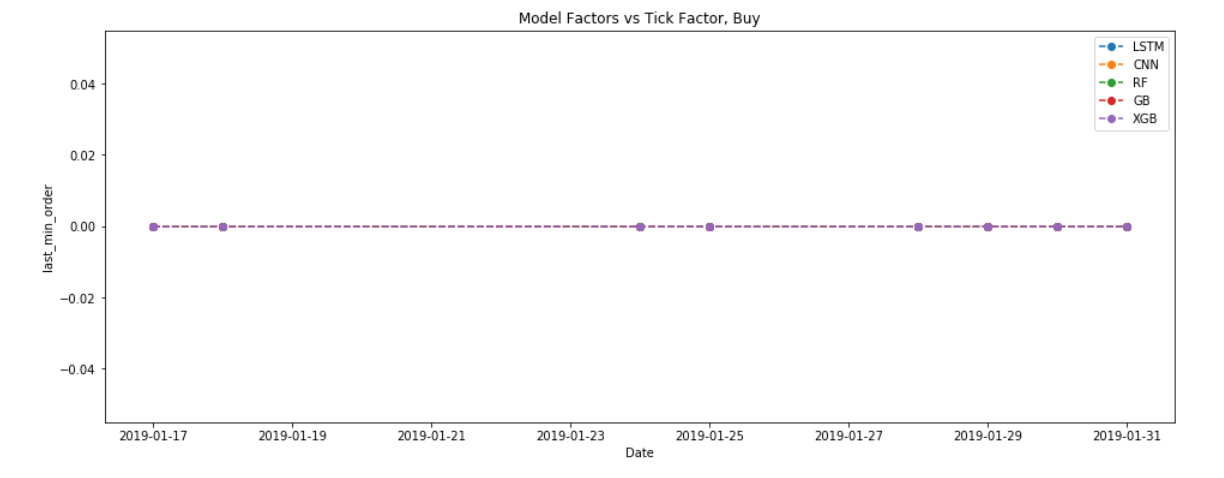 Model Factors vs Tick Factor, Buy
LSTM
CNN
RF
GB
XGB
last_min_order
0.04
0.02
0.00
−0.02
−0.04
2019-01-17 2019-01-19 2019-01-21 2019-01-23 2019-01-25 2019-01-27 2019-01-29 2019-01-31
Date